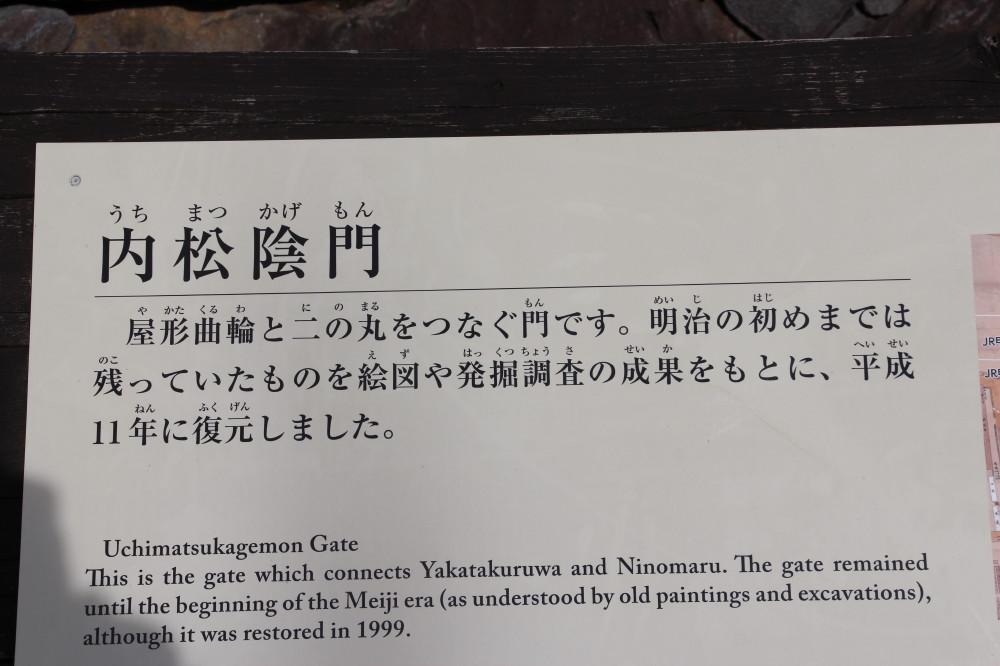 うち まつ かげ もん
内松陰門
や かた くる わ に の まる もん めい じ はじ
屋形曲輪と二の丸をつなぐ門です。明治の初めまでは
のこ え ず はっ くつ ちょう さ せい か へい せい
残っていたものを絵図や発掘調査の成果をもとに、平成
ねん ふく げん
11年に復元しました。
Uchimatsukagemon Gate
This is the gate which connects Yakatakuruwa and Ninomaru. The gate remained
until the beginning of the Meiji era (as understood by old paintings and excavations),
although it was restored in 1999.
JR
JR